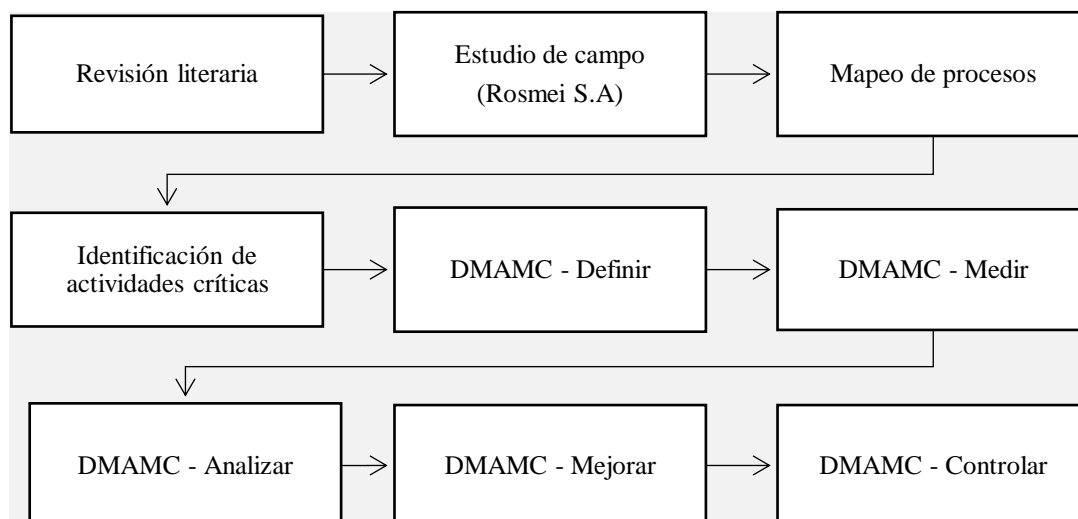 Revisión literaria
Estudio de campo
(Rosmei S.A)
Mapeo de procesos
Identificación de
actividades críticas
DMAMC - Definir
DMAMC - Medir
DMAMC - Analizar
DMAMC - Mejorar
DMAMC - Controlar